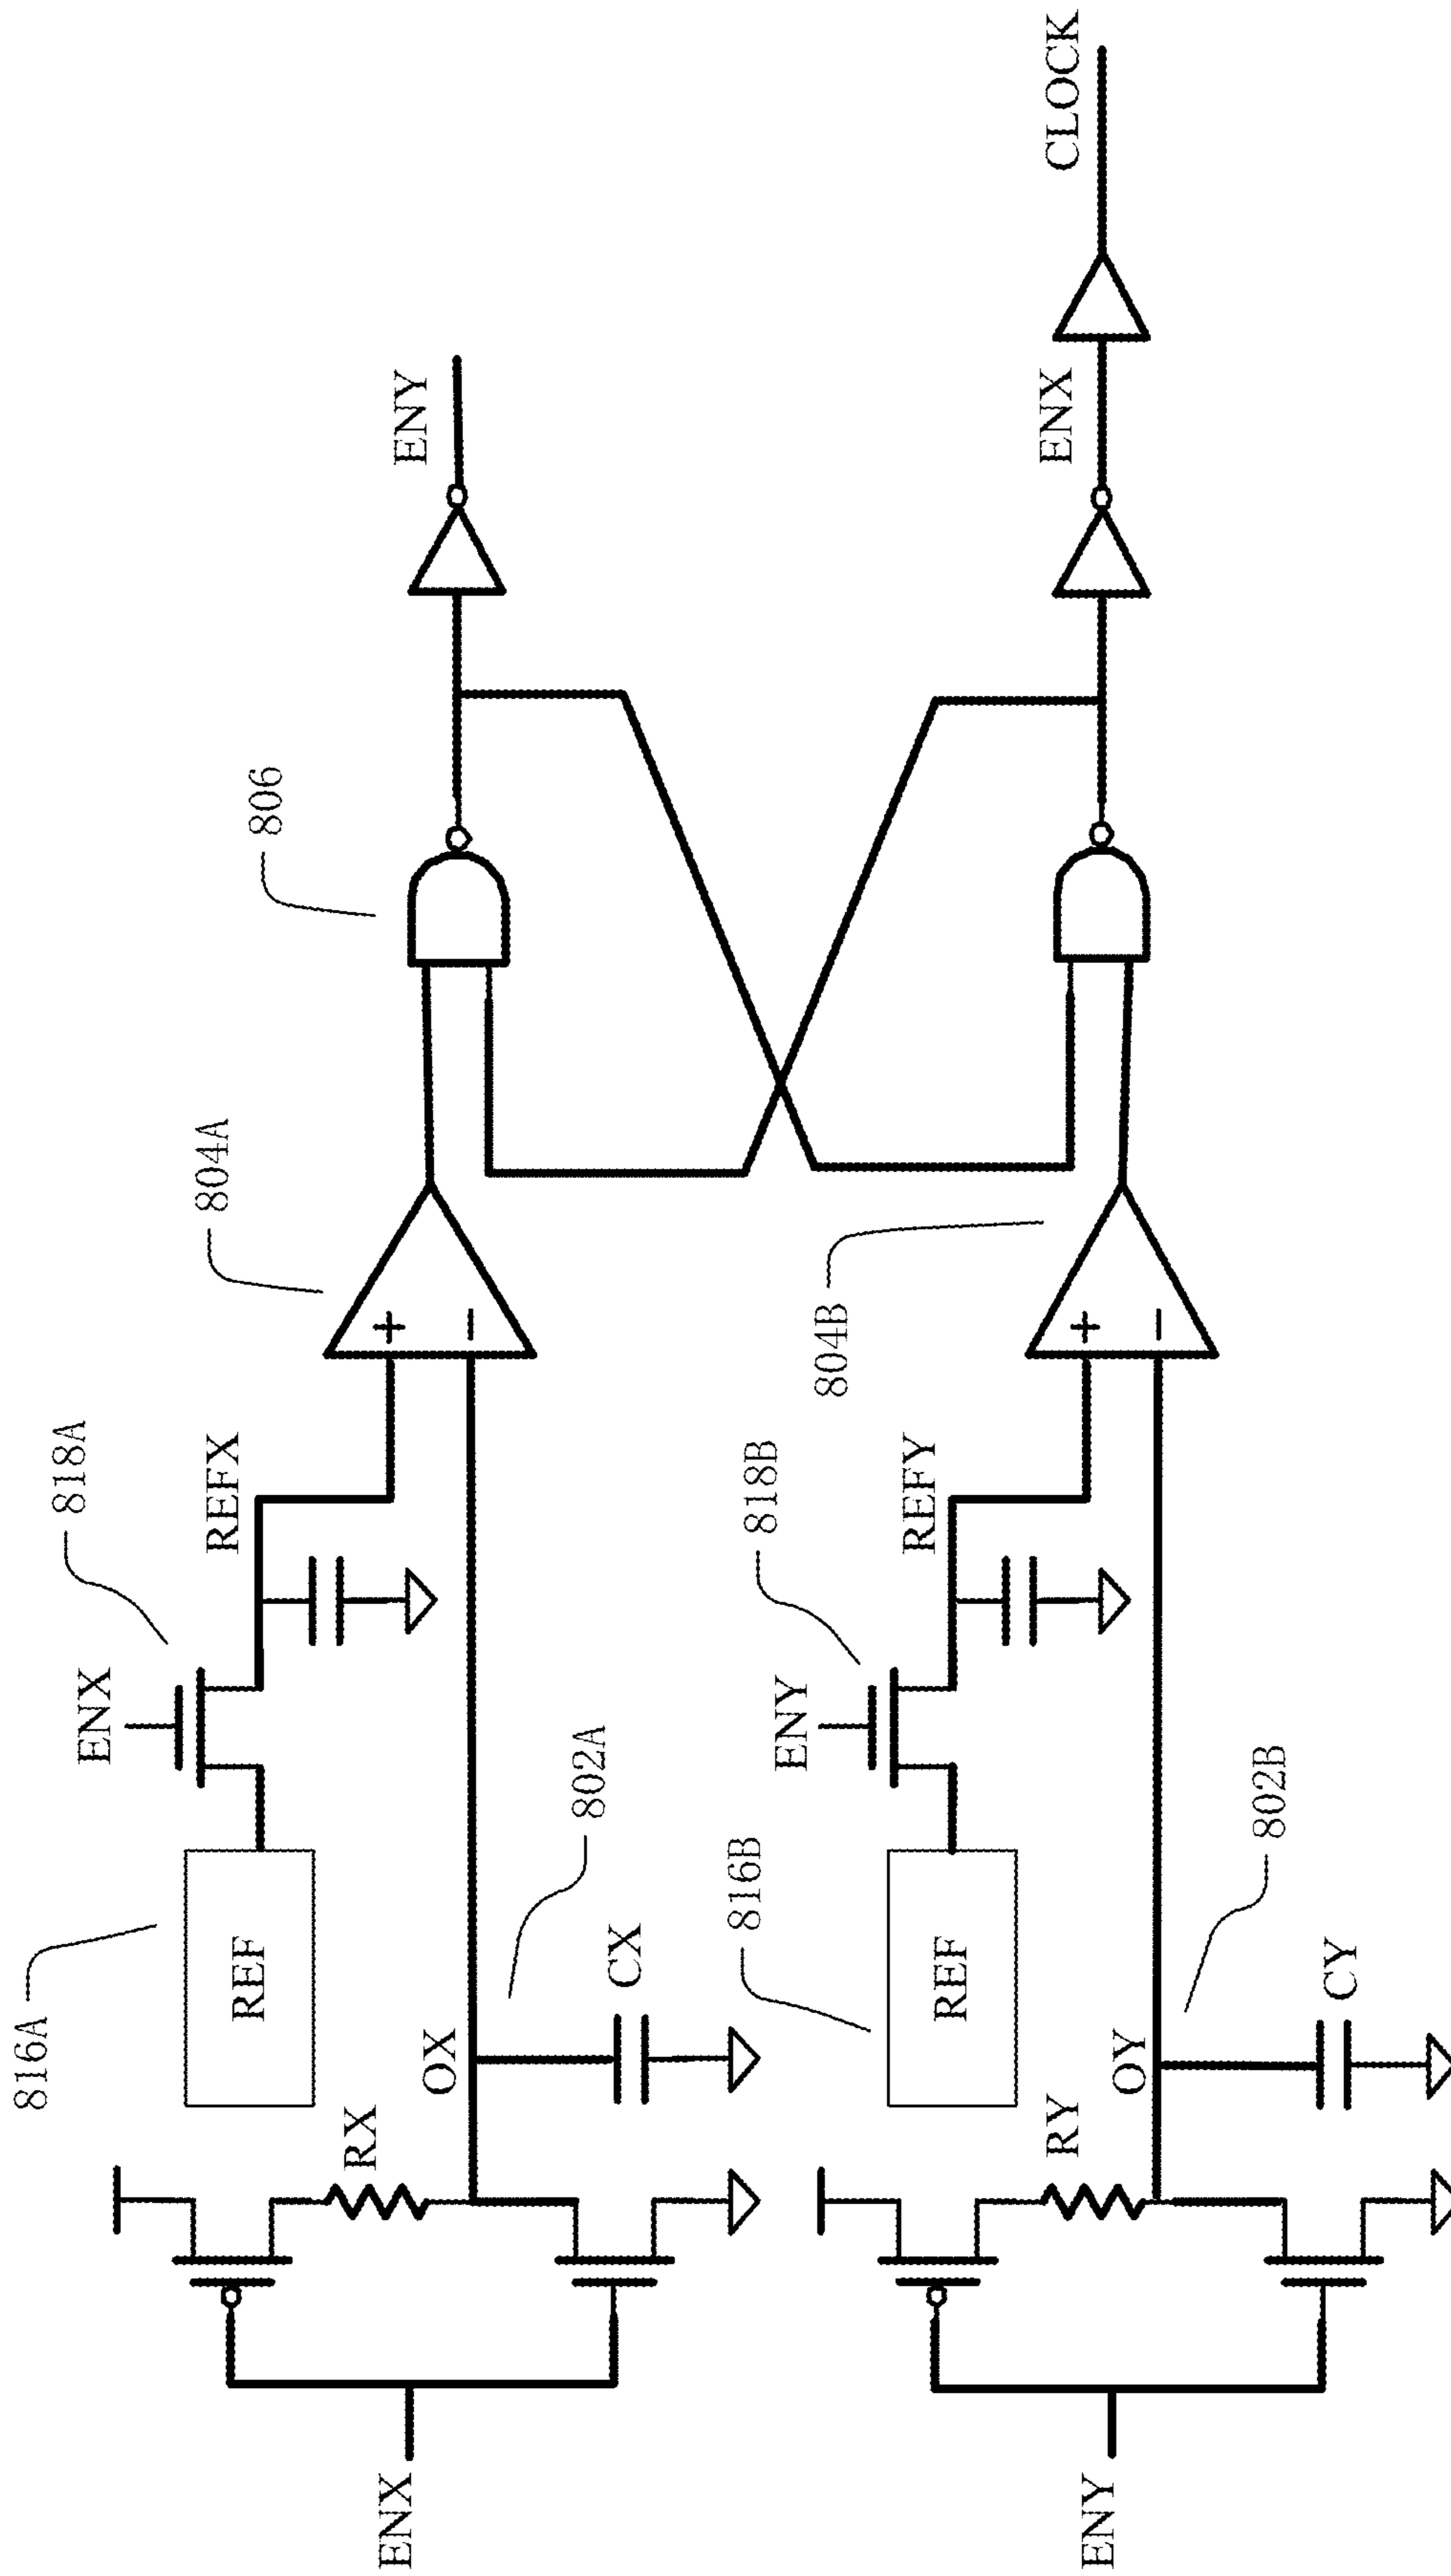 816A
REF
ENX
818A
REFX
804A
806
ENY
ENX
RX
OX
CX
802A
+
−
816B
REF
ENY
818B
REFY
804B
ENX
CLOCK
ENY
RY
OY
CY
802B
+
−